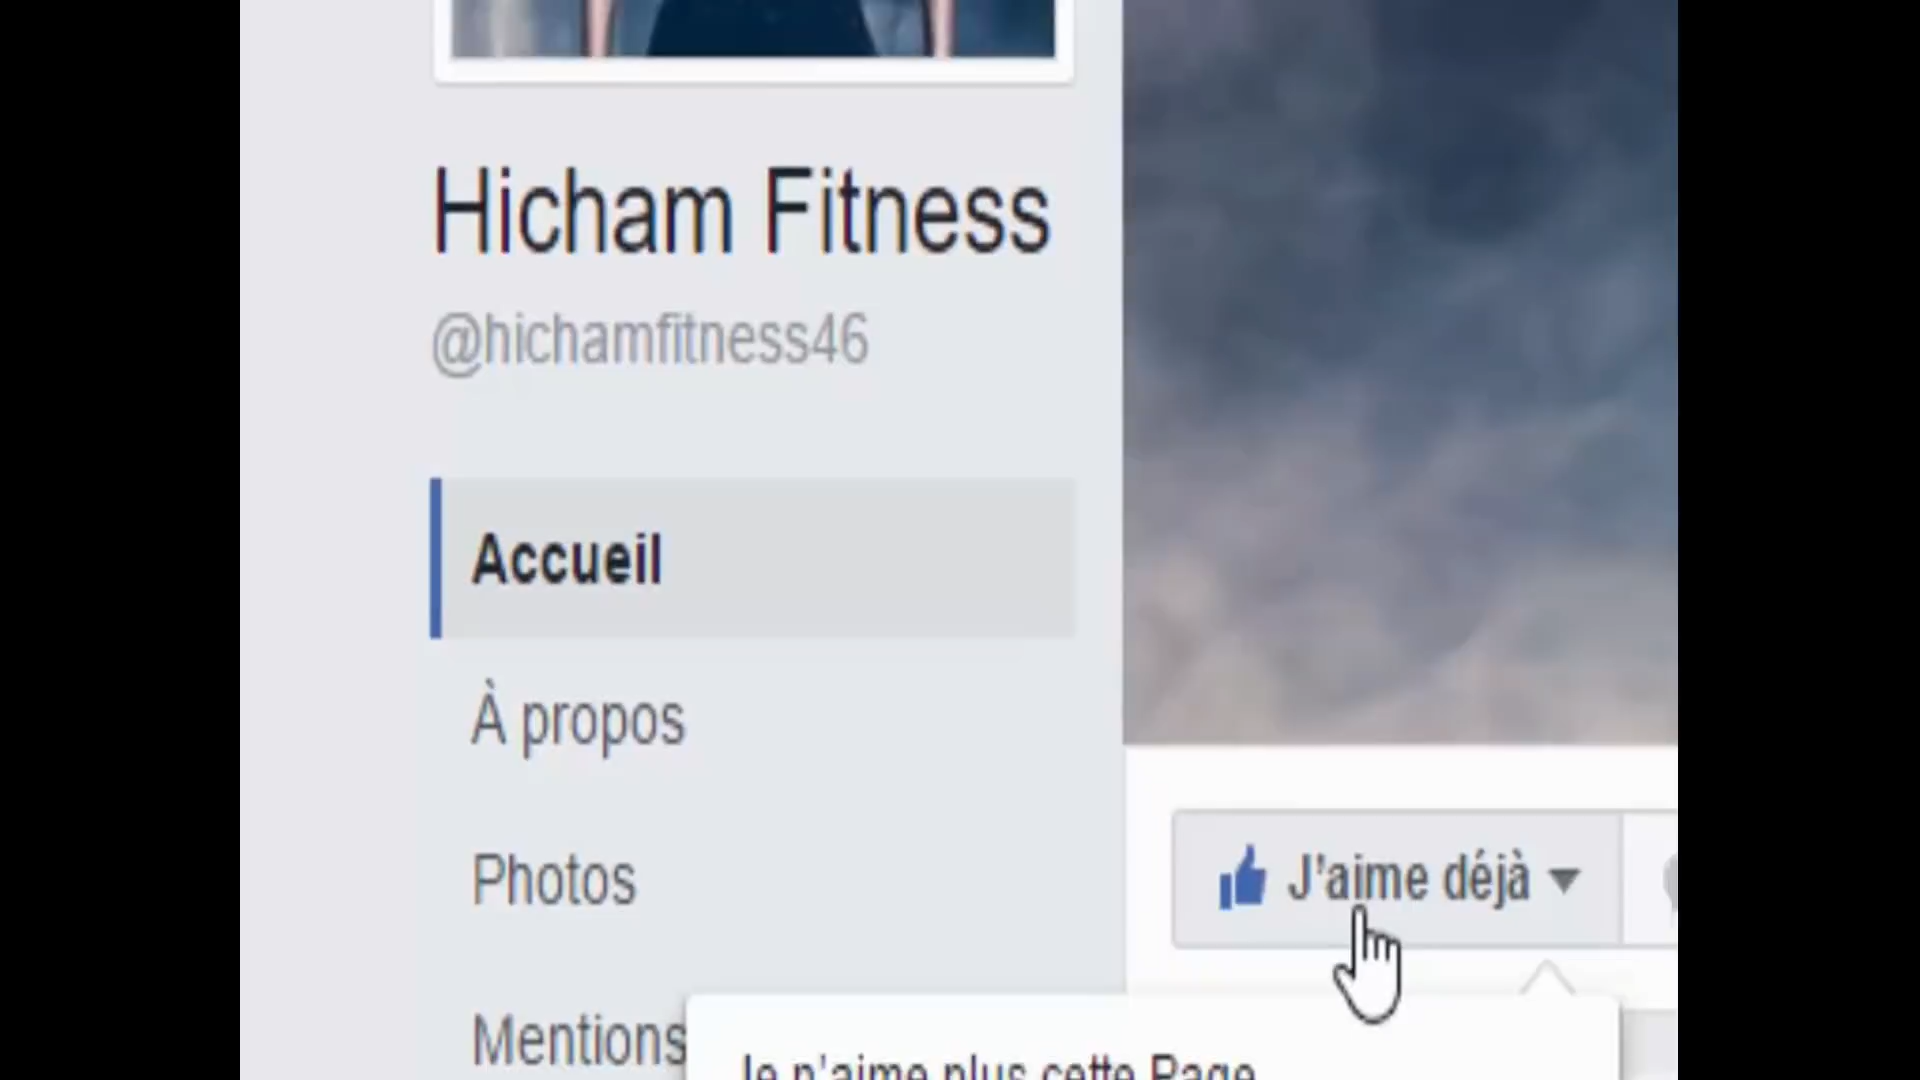 Hicham Fitness
@hichamfitness46
Accueil
À propos
Photos
Mentions
J'aime déjà
Je n'aime plus cette Page